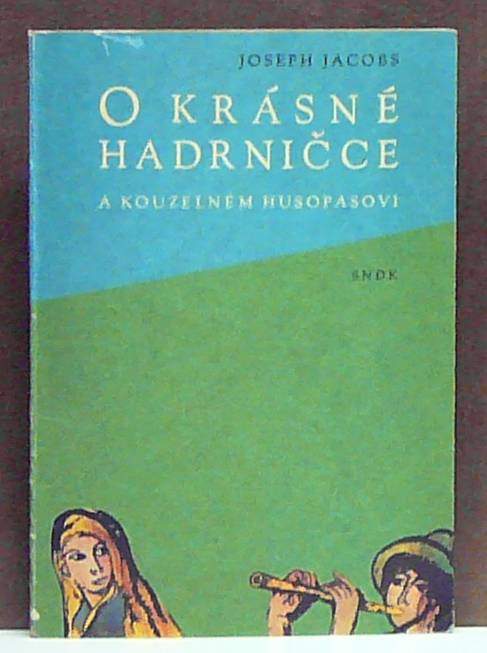 JOSEPH JACOBS
O KRÁSNÉ
HADRNIČCE
A KOUZELNÉM HUSOPASOVI
SNDK